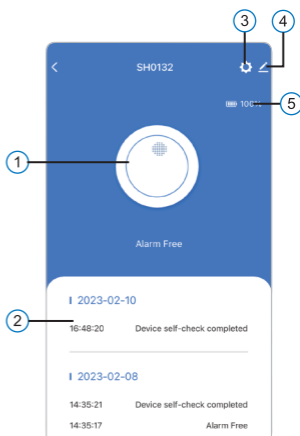 3 4
SH0132
100% 5
1
Alarm Free
2023-02-10
2 16:48:20 Device self-check completed
2023-02-08
14:35:21 Device self-check completed
14:35:17 Alarm Free